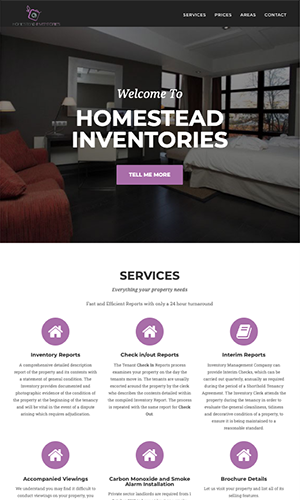 SERVICES PRICES AREAS CONTACT
Welcome To
HOMESTEAD
INVENTORIES
TELL ME MORE
SERVICES
Everything your property needs
Fast and Efficient Reports with only a 24 hour turnaround
Inventory Reports
A comprehensive detailed description
report of the property and its contents with
a statement of general condition. The
Inventory provides documented and
photographic evidence of the condition of
the property at the beginning of the tenancy
and will be vital in the event of a dispute
arising which requires adjudication.
Check in/out Reports
The Tenant Check In Reports process
examines your property on the day the
tenants move in. The tenants are usually
escorted around the property by the clerk
who describes the contents detailed within
the compiled Inventory Report. The process
is repeated with the same report for Check
Out
Interim Reports
Inventory Management Company can
provide Interim Checks, which can be
carried out quarterly, annually or as required
during the period of a Shorthold Tenancy
Agreement. The Inventory Clerk attends the
property during the tenancy in order to
evaluate the general cleanliness, tidiness
and decorative condition of a property, to
ensure it is being maintained to a
reasonable standard.
Accompanied Viewings
We understand you may find it difficult to
conduct viewings on your property, you
Carbon Monoxide and Smoke
Alarm Installation
Private sector landlords are required from 1
Brochure Details
Let us visit your property and list all of its
selling features.